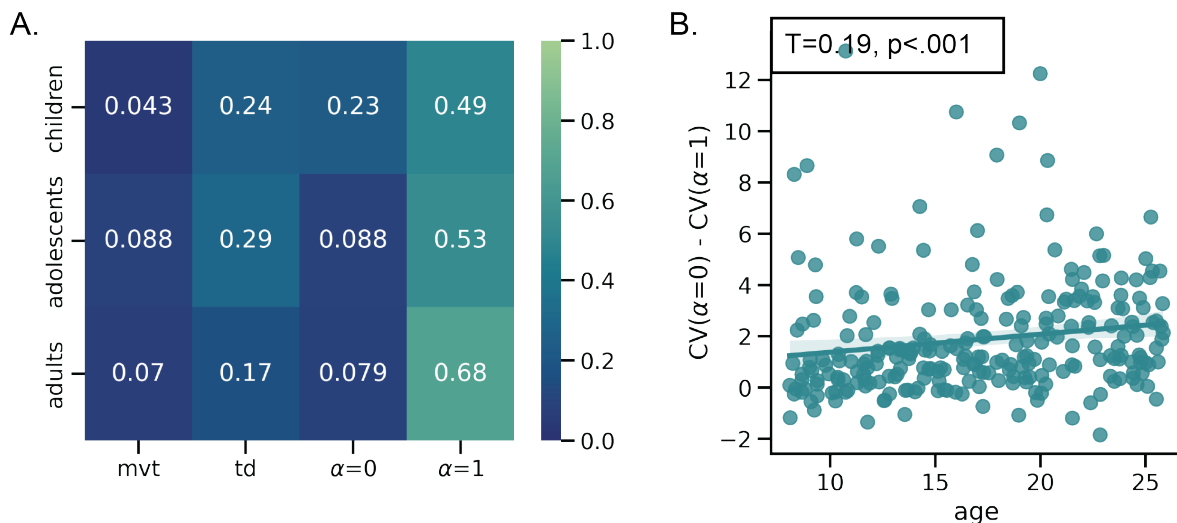 A.
children
adolescents
adults
0.043 0.24 0.23 0.49
0.088 0.29 0.088 0.53
0.07 0.17 0.079 0.68
mvt td α=0 α=1
1.0
0.8
0.6
0.4
0.2
0.0
B.
T=0.19, p<.001
CV(α=0) - CV(α=1)
12
10
8
6
4
2
0
−2
10 15 20 25
age